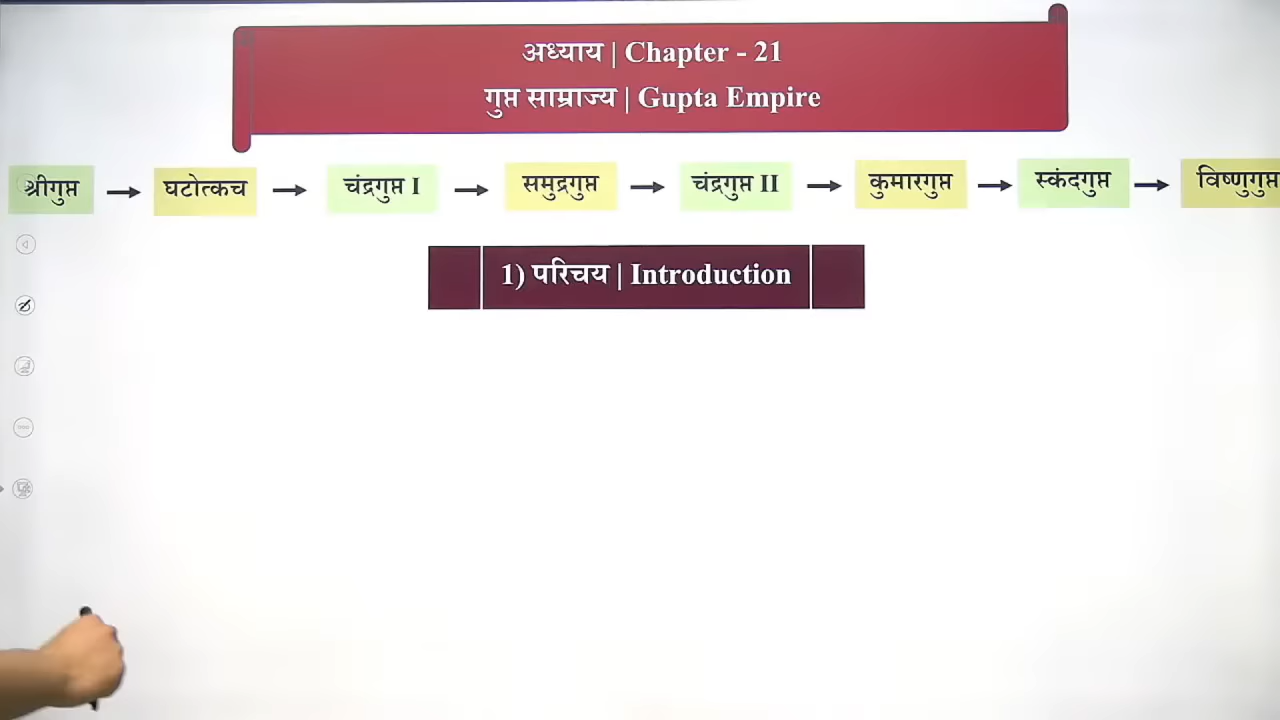 अध्याय | Chapter - 21
गुप्त साम्राज्य | Gupta Empire
श्रीगुप्त → घटोत्कच → चंद्रगुप्त I → समुद्रगुप्त → चंद्रगुप्त II → कुमारगुप्त → स्कंदगुप्त → विष्णुगुप्त
1) परिचय | Introduction